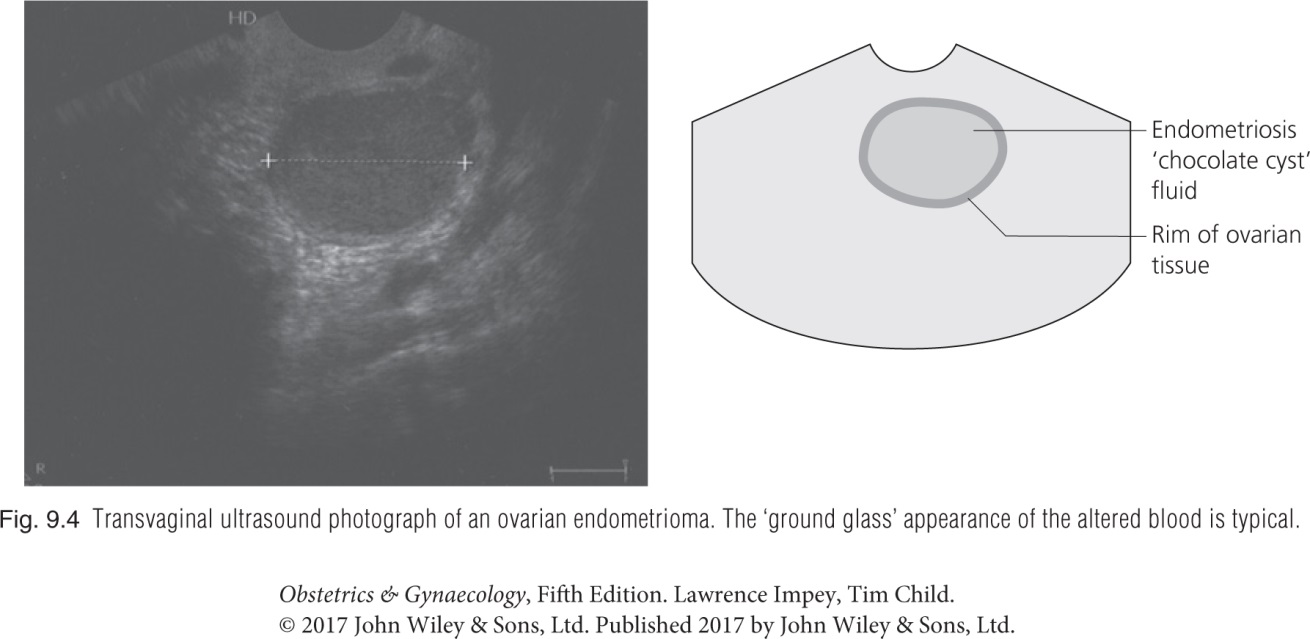 HD
R
Endometriosis
‘chocolate cyst’
fluid
Rim of ovarian
tissue
Fig. 9.4 Transvaginal ultrasound photograph of an ovarian endometrioma. The ‘ground glass’ appearance of the altered blood is typical.
Obstetrics & Gynaecology, Fifth Edition. Lawrence Impey, Tim Child.
© 2017 John Wiley & Sons, Ltd. Published 2017 by John Wiley & Sons, Ltd.